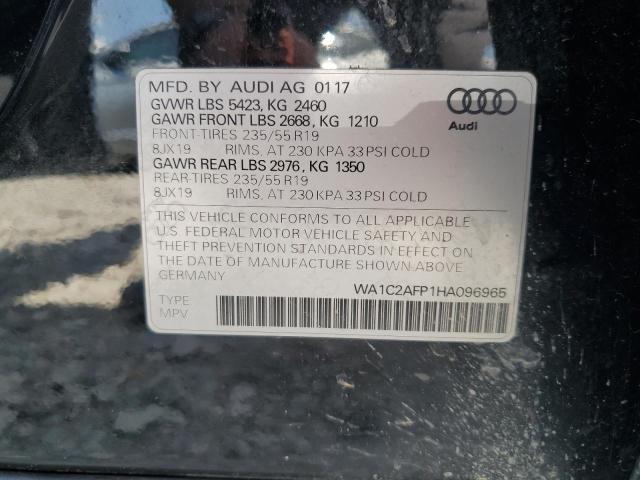 MFD. BY AUDI AG 01 17
GVWR LBS 5423, KG 2460
GAWR FRONT LBS 2668, KG 1210
FRONT-TIRES 235/55 R19
8JX19 RIMS, AT 230 KPA 33 PSI COLD
GAWR REAR LBS 2976, KG 1350
REAR-TIRES 235/55 R19
8JX19 RIMS, AT 230 KPA 33 PSI COLD
Audi
THIS VEHICLE CONFORMS TO ALL APPLICABLE
U.S. FEDERAL MOTOR VEHICLE SAFETY AND
THEFT PREVENTION STANDARDS IN EFFECT ON
THE DATE OF MANUFACTURE SHOWN ABOVE.
GERMANY
WA1C2AFP1HA096965
TYPE
MPV